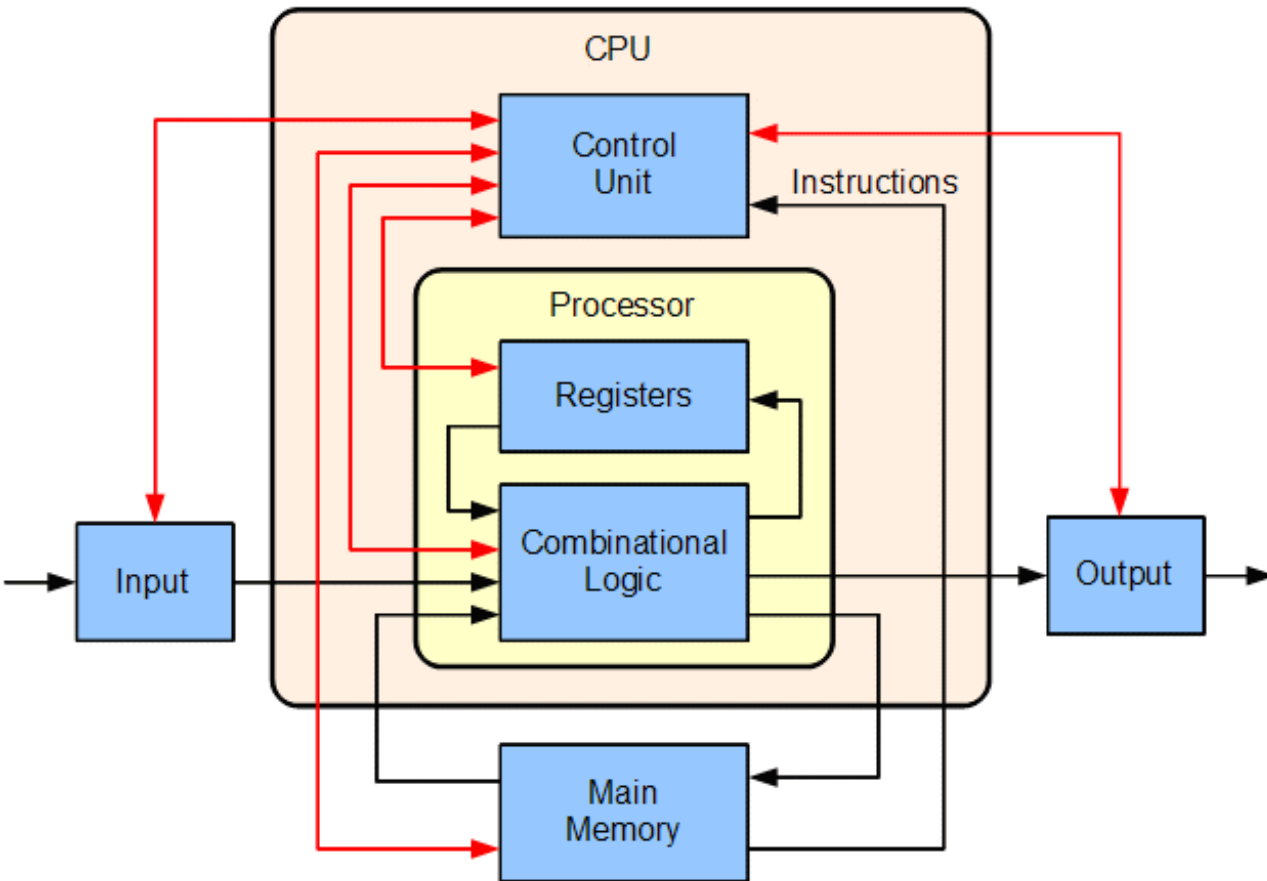 CPU
Control
Unit
Instructions
Processor
Registers
Combinational
Logic
Input
Output
Main
Memory